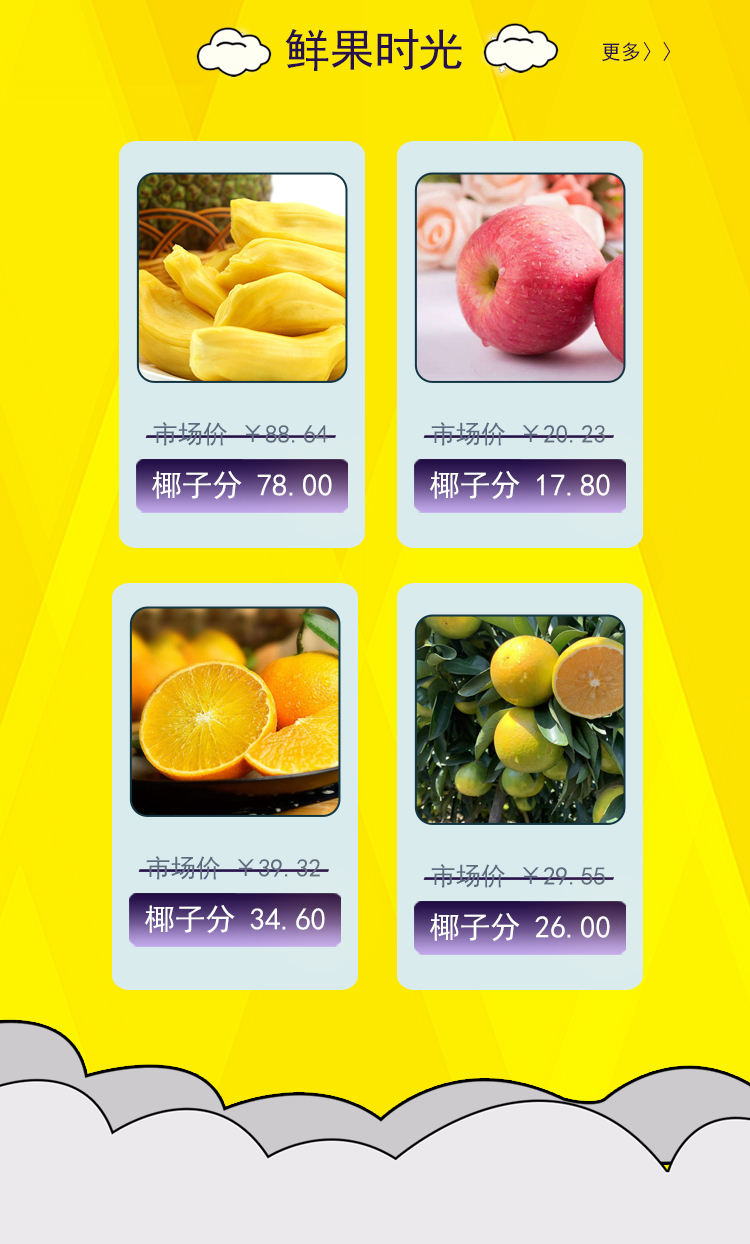 鲜果时光
更多〉〉
市场价 ￥88.64
椰子分 78.00
市场价 ￥20.23
椰子分 17.80
市场价 ￥39.32
椰子分 34.60
市场价 ￥29.55
椰子分 26.00